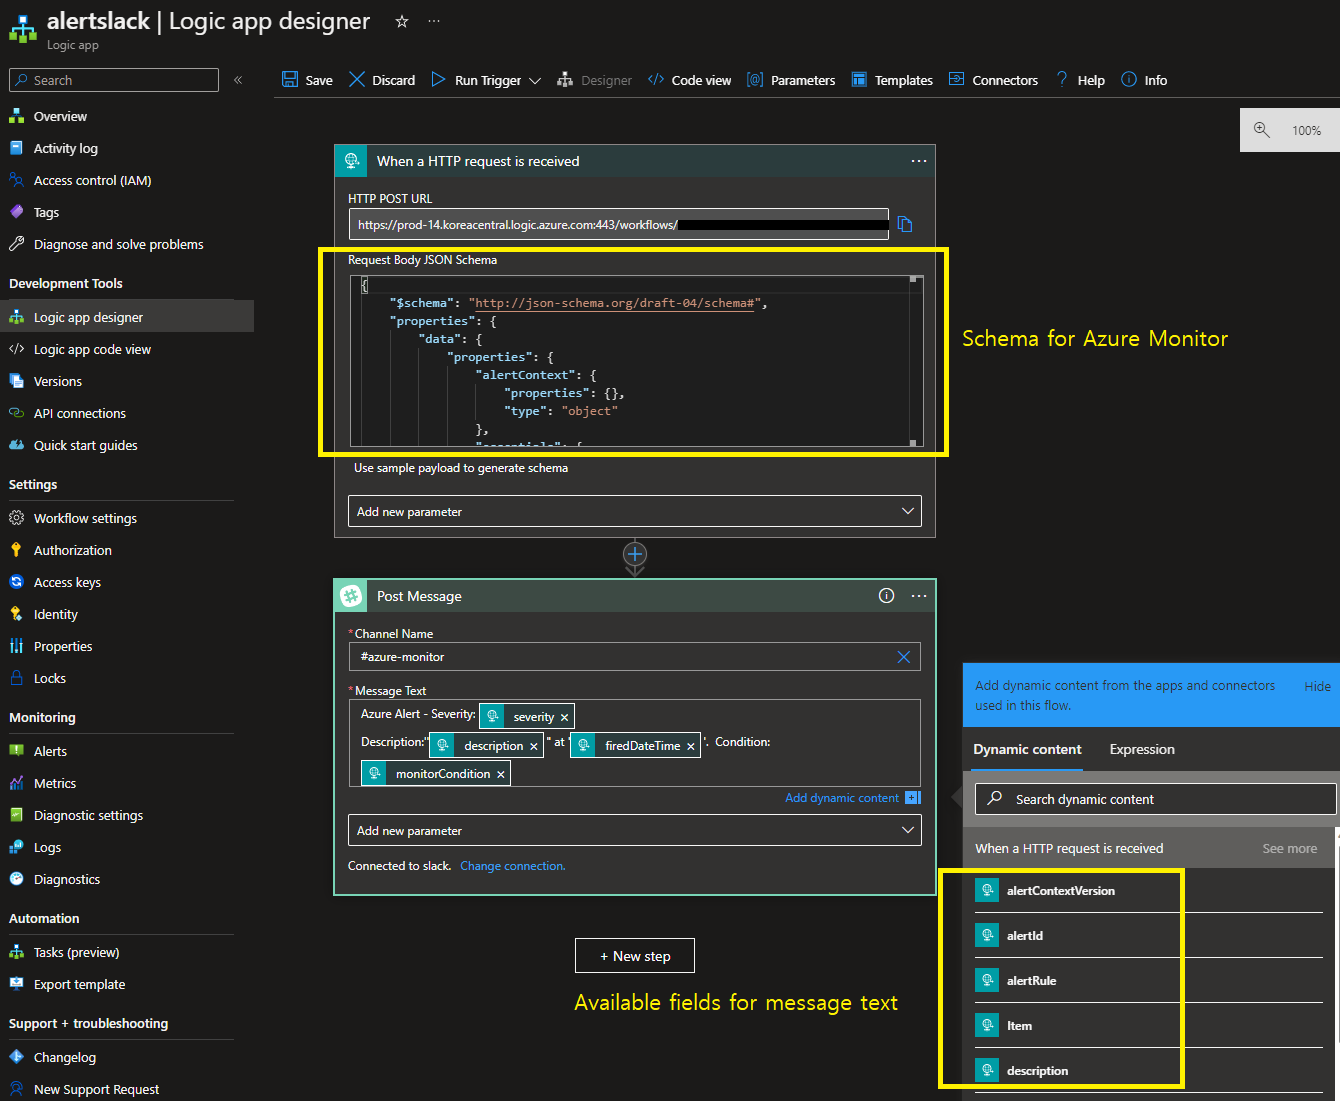 alertslack | Logic app designer
Logic app
Search
Save
Discard
Run Trigger
Designer
Code view
Parameters
Templates
Connectors
Help
Info
100%
Overview
Activity log
Access control (IAM)
Tags
Diagnose and solve problems
Development Tools
Logic app designer
Logic app code view
Versions
API connections
Quick start guides
Settings
Workflow settings
Authorization
Access keys
Identity
Properties
Locks
Monitoring
Alerts
Metrics
Diagnostic settings
Logs
Diagnostics
Automation
Tasks (preview)
Export template
Support + troubleshooting
Changelog
New Support Request
When a HTTP request is received
HTTP POST URL
https://prod-14.koreacentral.logic.azure.com:443/workflows/
Request Body JSON Schema
{
"$schema": "http://json-schema.org/draft-04/schema#",
"properties": {
"data": {
"properties": {
"alertContext": {
"properties": {},
"type": "object"
},
"essentials": {
Use sample payload to generate schema
Add new parameter
Schema for Azure Monitor
Post Message
*Channel Name
#azure-monitor
*Message Text
Azure Alert - Severity: severity ×
Description:" description × " at ' firedDateTime × '. Condition:
monitorCondition ×
Add dynamic content
Add new parameter
Connected to slack. Change connection.
+ New step
Available fields for message text
Add dynamic content from the apps and connectors
used in this flow.
Hide
Dynamic content
Expression
Search dynamic content
When a HTTP request is received
See more
alertContextVersion
alertId
alertRule
Item
description